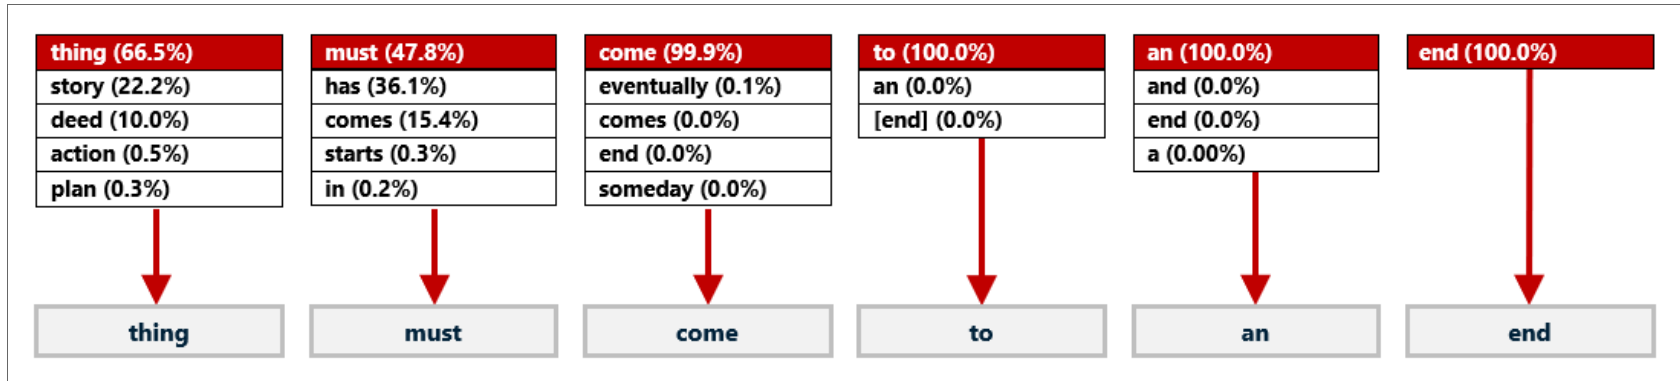 thing (66.5%)
story (22.2%)
deed (10.0%)
action (0.5%)
plan (0.3%)
must (47.8%)
has (36.1%)
comes (15.4%)
starts (0.3%)
in (0.2%)
come (99.9%)
eventually (0.1%)
comes (0.0%)
end (0.0%)
someday (0.0%)
to (100.0%)
an (0.0%)
[end] (0.0%)
an (100.0%)
and (0.0%)
end (0.0%)
a (0.00%)
end (100.0%)
thing
must
come
to
an
end